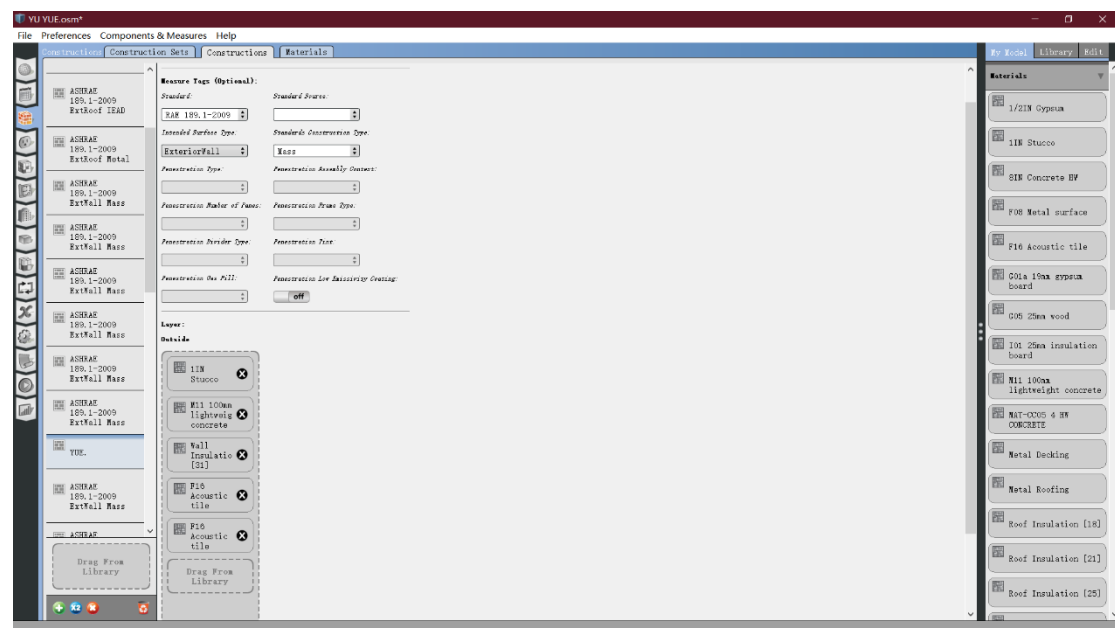 YU YUE.osm*
File Preferences Components & Measures Help
Constructions Construction Sets Constructions Materials
My Model Library Edit
ASHRAE
189.1-2009
ExtRoof IEAD
ASHRAE
189.1-2009
ExtRoof Metal
ASHRAE
189.1-2009
ExtWall Mass
ASHRAE
189.1-2009
ExtWall Mass
ASHRAE
189.1-2009
ExtWall Mass
ASHRAE
189.1-2009
ExtWall Mass
ASHRAE
189.1-2009
ExtWall Mass
ASHRAE
189.1-2009
ExtWall Mass
YUE.
ASHRAE
189.1-2009
ExtWall Mass
ASHRAE
Drag From
Library
Measure Tags (Optional):
Standard: Standard Source:
RAE 189.1-2009
Intended Surface Type: Standards Construction Type:
ExteriorWall Mass
Fenestration Type: Fenestration Assembly Context:
Fenestration Number of Panes: Fenestration Frame Type:
Fenestration Divider Type: Fenestration Tint:
Fenestration Gas Fill: Fenestration Low Emissivity Coating:
off
Layer:
Outside
1IN
Stucco
M11 100mm
lightweig
concrete
Wall
Insulatio
[31]
F16
Acoustic
tile
F16
Acoustic
tile
Drag From
Library
Materials
1/2IN Gypsum
1IN Stucco
8IN Concrete HW
F08 Metal surface
F16 Acoustic tile
G01a 19mm gypsum
board
G05 25mm wood
I01 25mm insulation
board
M11 100mm
lightweight concrete
MAT-CC05 4 HW
CONCRETE
Metal Decking
Metal Roofing
Roof Insulation [18]
Roof Insulation [21]
Roof Insulation [25]